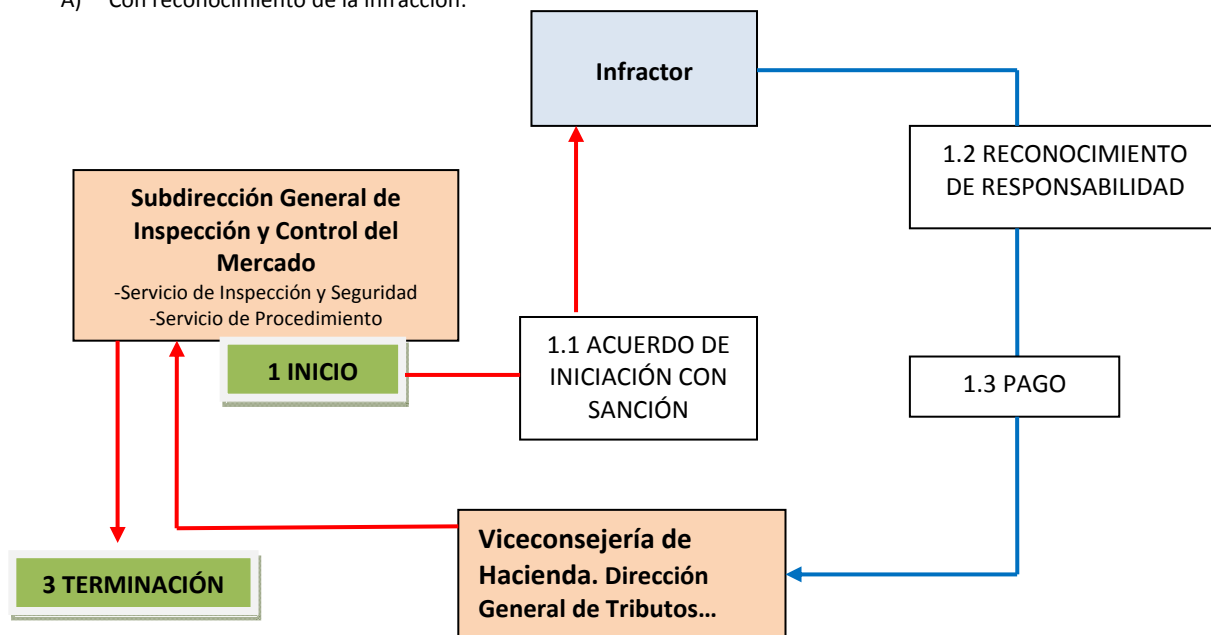 A) Con reconocimiento de la infracción.
Infractor
1.2 RECONOCIMIENTO
DE RESPONSABILIDAD
Subdirección General de
Inspección y Control del
Mercado
-Servicio de Inspección y Seguridad
-Servicio de Procedimiento
1 INICIO
1.1 ACUERDO DE
INICIACIÓN CON
SANCIÓN
1.3 PAGO
Viceconsejería de
Hacienda. Dirección
General de Tributos...
3 TERMINACIÓN